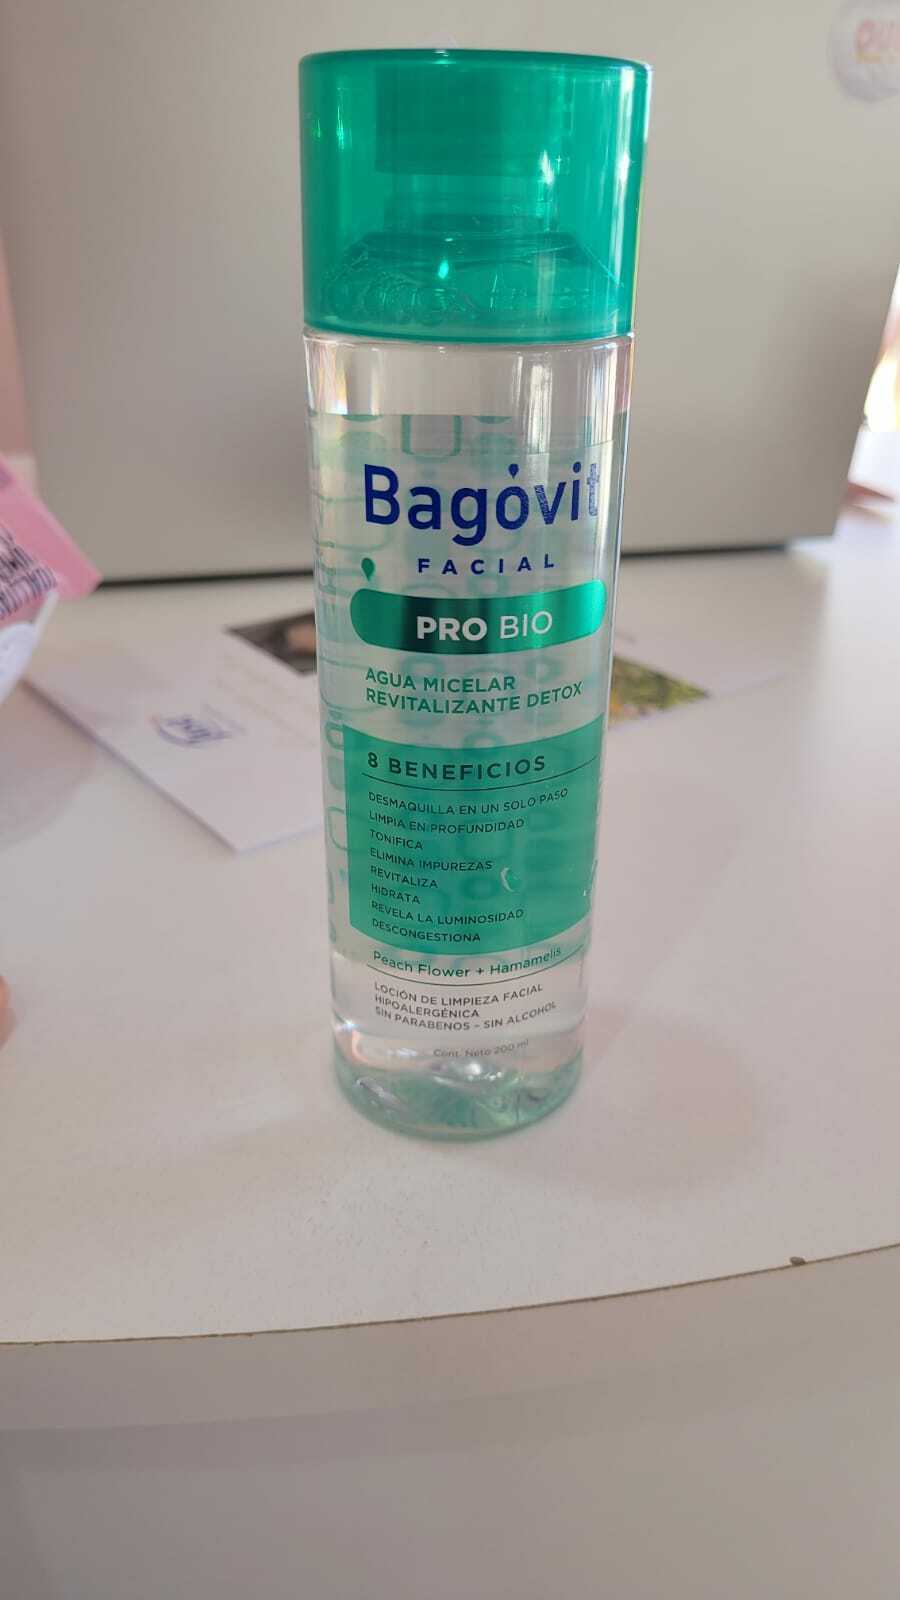 Bagóvit
FACIAL
PRO BIO
AGUA MICELAR
REVITALIZANTE DETOX
8 BENEFICIOS
DESMAQUILLA EN UN SOLO PASO
LIMPIA EN PROFUNDIDAD
TONIFICA
ELIMINA IMPUREZAS
REVITALIZA
HIDRATA
REVELA LA LUMINOSIDAD
DESCONGESTIONA
Peach Flower + Hamamelis
LOCIÓN DE LIMPIEZA FACIAL
HIPOALERGÉNICA
SIN PARABENOS – SIN ALCOHOL
Cont. Neto 200 ml